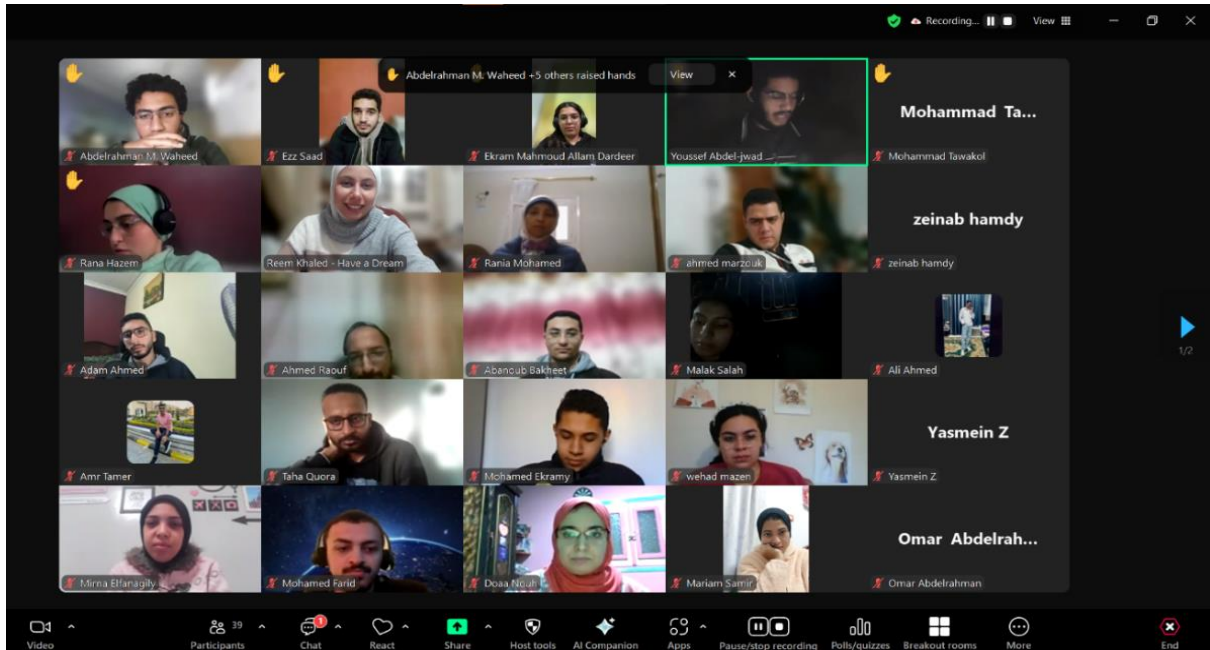 Recording... View
Abdelrahman M. Waheed +5 others raised hands View
Mohammad Ta...
Abdelrahman M. Waheed Ezz Saad Ekram Mahmoud Allam Dardeer Youssef Abdel-jwad Mohammad Tawakol
zeinab hamdy
Rana Hazem Reem Khaled - Have a Dream Rania Mohamed ahmed marzouk zeinab hamdy
Adam Ahmed Ahmed Raouf Abanoub Bakheet Malak Salah Ali Ahmed
1/2
Yasmein Z
Amr Tamer Taha Quora Mohamed Ekramy wehad mazen Yasmein Z
Omar Abdelrah...
Mirna Elfanagily Mohamed Farid Doaa Nouh Mariam Samir Omar Abdelrahman
39 1
Video Participants Chat React Share Host tools AI Companion Apps Pause/stop recording Polls/quizzes Breakout rooms More End